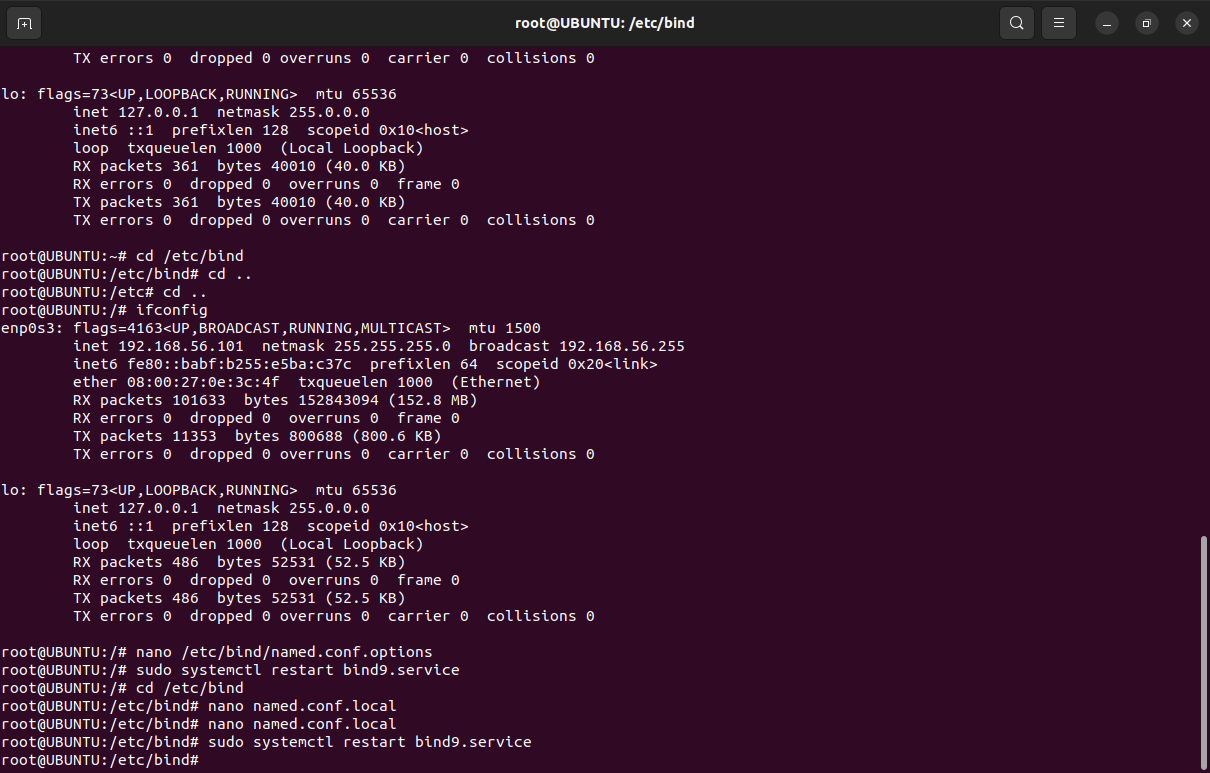 root@UBUNTU: /etc/bind
TX errors 0  dropped 0 overruns 0  carrier 0  collisions 0
lo: flags=73<UP,LOOPBACK,RUNNING>  mtu 65536
inet 127.0.0.1  netmask 255.0.0.0
inet6 ::1  prefixlen 128  scopeid 0x10<host>
loop  txqueuelen 1000  (Local Loopback)
RX packets 361  bytes 40010 (40.0 KB)
RX errors 0  dropped 0  overruns 0  frame 0
TX packets 361  bytes 40010 (40.0 KB)
TX errors 0  dropped 0 overruns 0  carrier 0  collisions 0
root@UBUNTU:~# cd /etc/bind
root@UBUNTU:/etc/bind# cd ..
root@UBUNTU:/etc# cd ..
root@UBUNTU:/# ifconfig
enp0s3: flags=4163<UP,BROADCAST,RUNNING,MULTICAST>  mtu 1500
inet 192.168.56.101  netmask 255.255.255.0  broadcast 192.168.56.255
inet6 fe80::babf:b255:e5ba:c37c  prefixlen 64  scopeid 0x20<link>
ether 08:00:27:0e:3c:4f  txqueuelen 1000  (Ethernet)
RX packets 101633  bytes 152843094 (152.8 MB)
RX errors 0  dropped 0  overruns 0  frame 0
TX packets 11353  bytes 800688 (800.6 KB)
TX errors 0  dropped 0 overruns 0  carrier 0  collisions 0
lo: flags=73<UP,LOOPBACK,RUNNING>  mtu 65536
inet 127.0.0.1  netmask 255.0.0.0
inet6 ::1  prefixlen 128  scopeid 0x10<host>
loop  txqueuelen 1000  (Local Loopback)
RX packets 486  bytes 52531 (52.5 KB)
RX errors 0  dropped 0  overruns 0  frame 0
TX packets 486  bytes 52531 (52.5 KB)
TX errors 0  dropped 0 overruns 0  carrier 0  collisions 0
root@UBUNTU:/# nano /etc/bind/named.conf.options
root@UBUNTU:/# sudo systemctl restart bind9.service
root@UBUNTU:/# cd /etc/bind
root@UBUNTU:/etc/bind# nano named.conf.local
root@UBUNTU:/etc/bind# nano named.conf.local
root@UBUNTU:/etc/bind# sudo systemctl restart bind9.service
root@UBUNTU:/etc/bind#